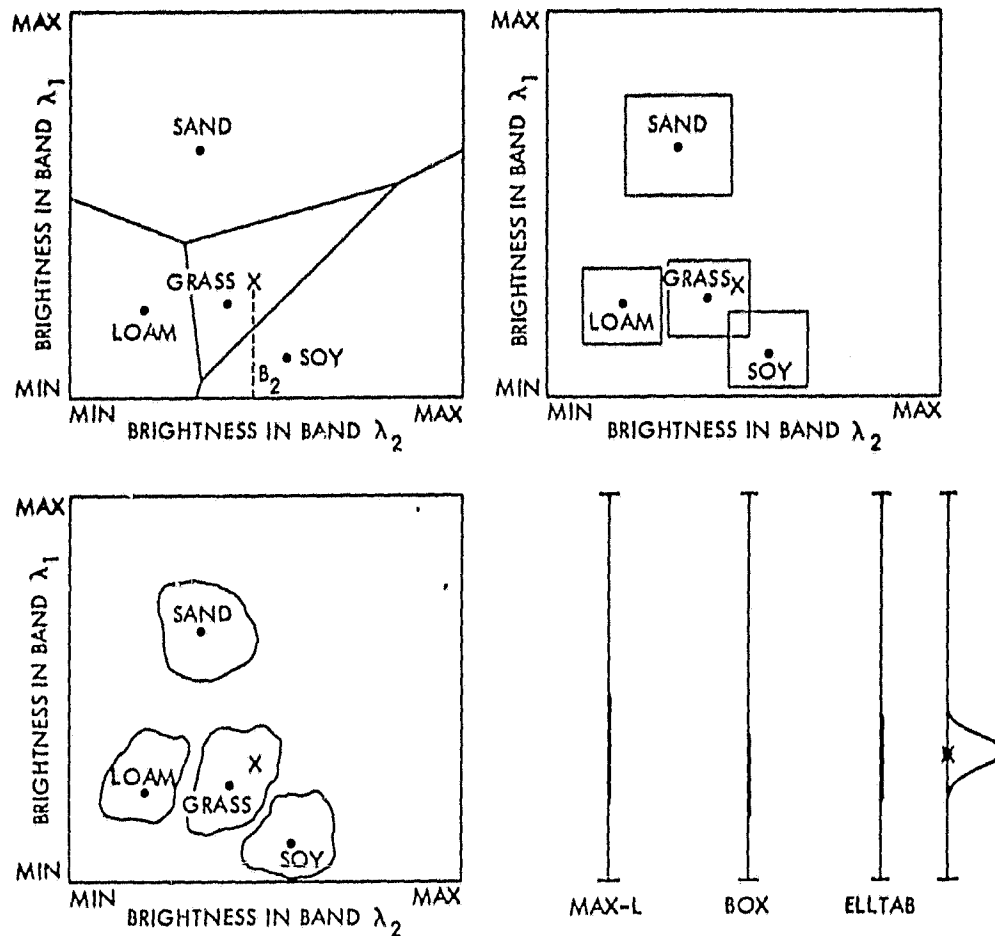 MAX
BRIGHTNESS IN BAND λ1
SAND
GRASS X
LOAM
SOY
B2
MIN
MIN
MAX
BRIGHTNESS IN BAND λ2
MAX
BRIGHTNESS IN BAND λ1
SAND
GRASS X
LOAM
SOY
MIN
MIN
MAX
BRIGHTNESS IN BAND λ2
MAX
BRIGHTNESS IN BAND λ1
SAND
LOAM
X
GRASS
SOY
MIN
MIN
MAX
BRIGHTNESS IN BAND λ2
X
MAX-L
BOX
ELLTAB